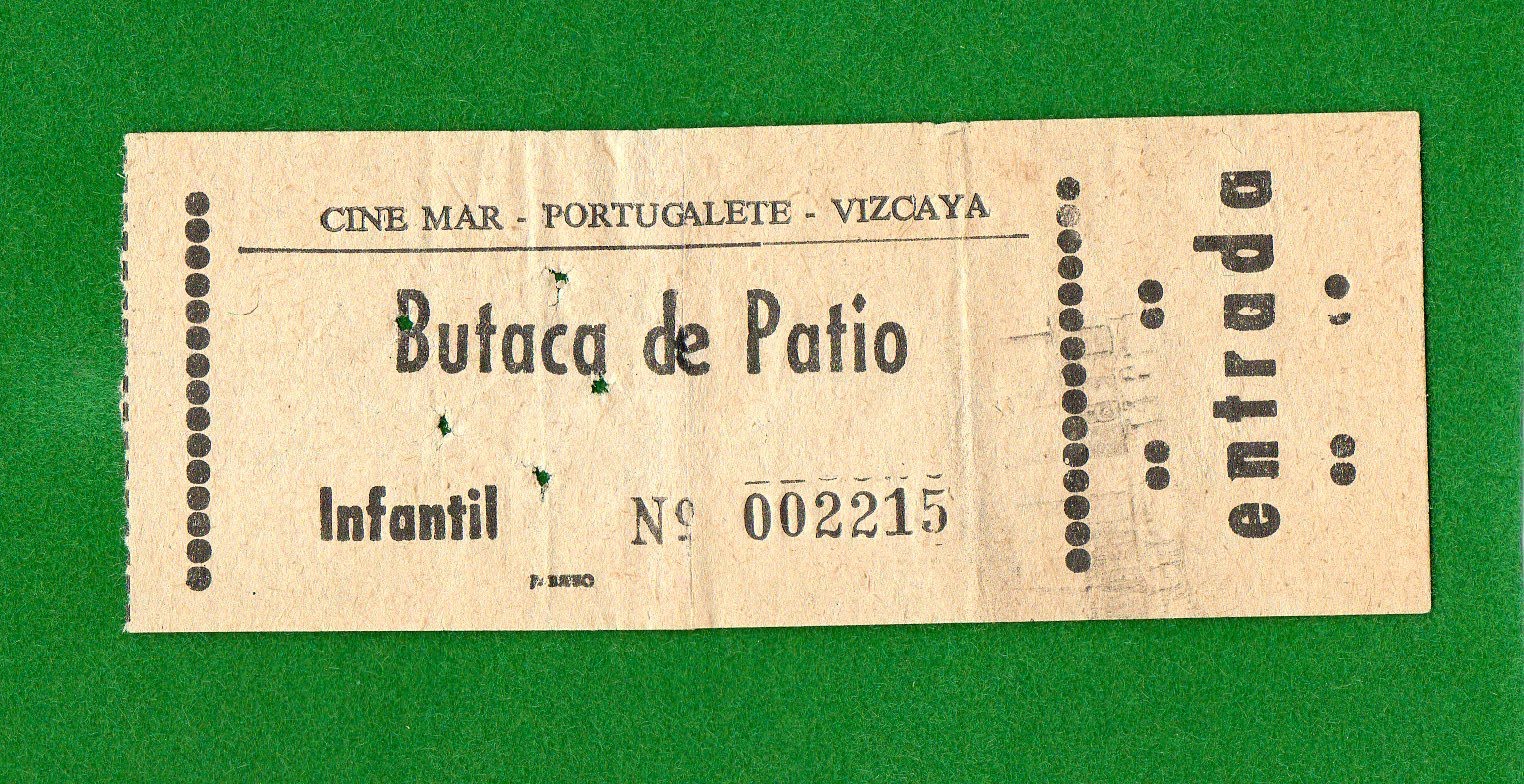 CINE MAR - PORTUGALETE - VIZCAYA
Butaca de Patio
Infantil Nº 002215
entrada